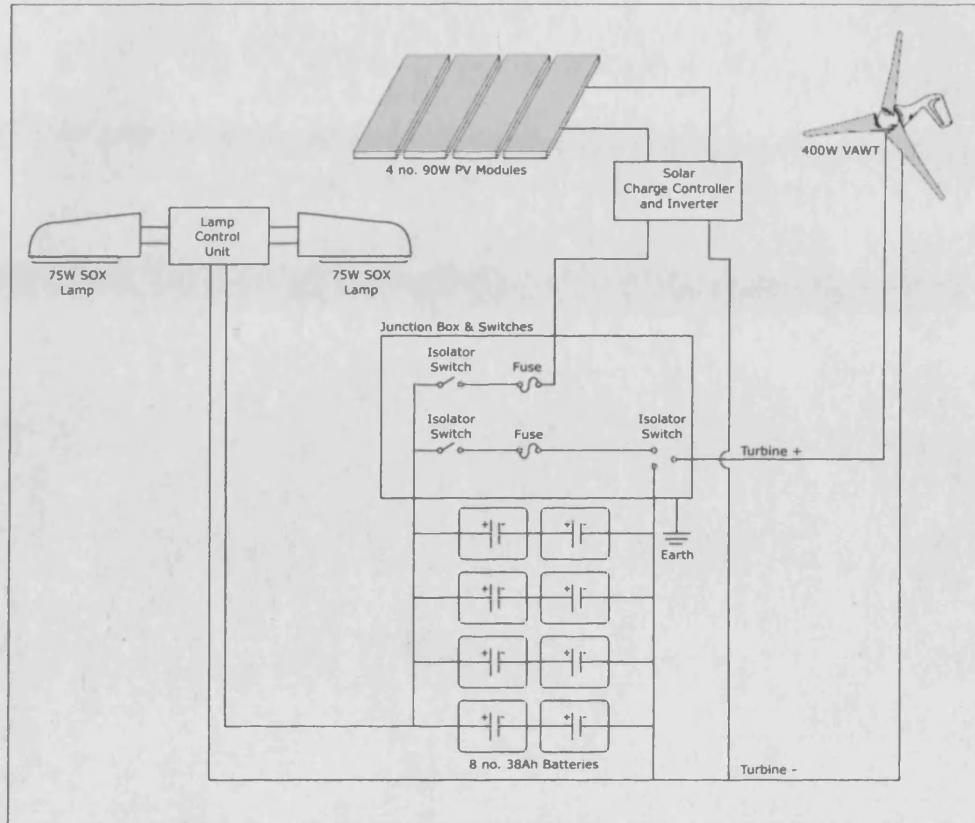 4 no. 90W PV Modules
400W VAWT
Solar
Charge Controller
and Inverter
Lamp
Control
Unit
75W SOX
Lamp
75W SOX
Lamp
Junction Box & Switches
Isolator
Switch
Fuse
Isolator
Switch
Fuse
Isolator
Switch
Turbine +
Earth
+ -
+ -
+ -
+ -
+ -
+ -
+ -
+ -
8 no. 38Ah Batteries
Turbine -